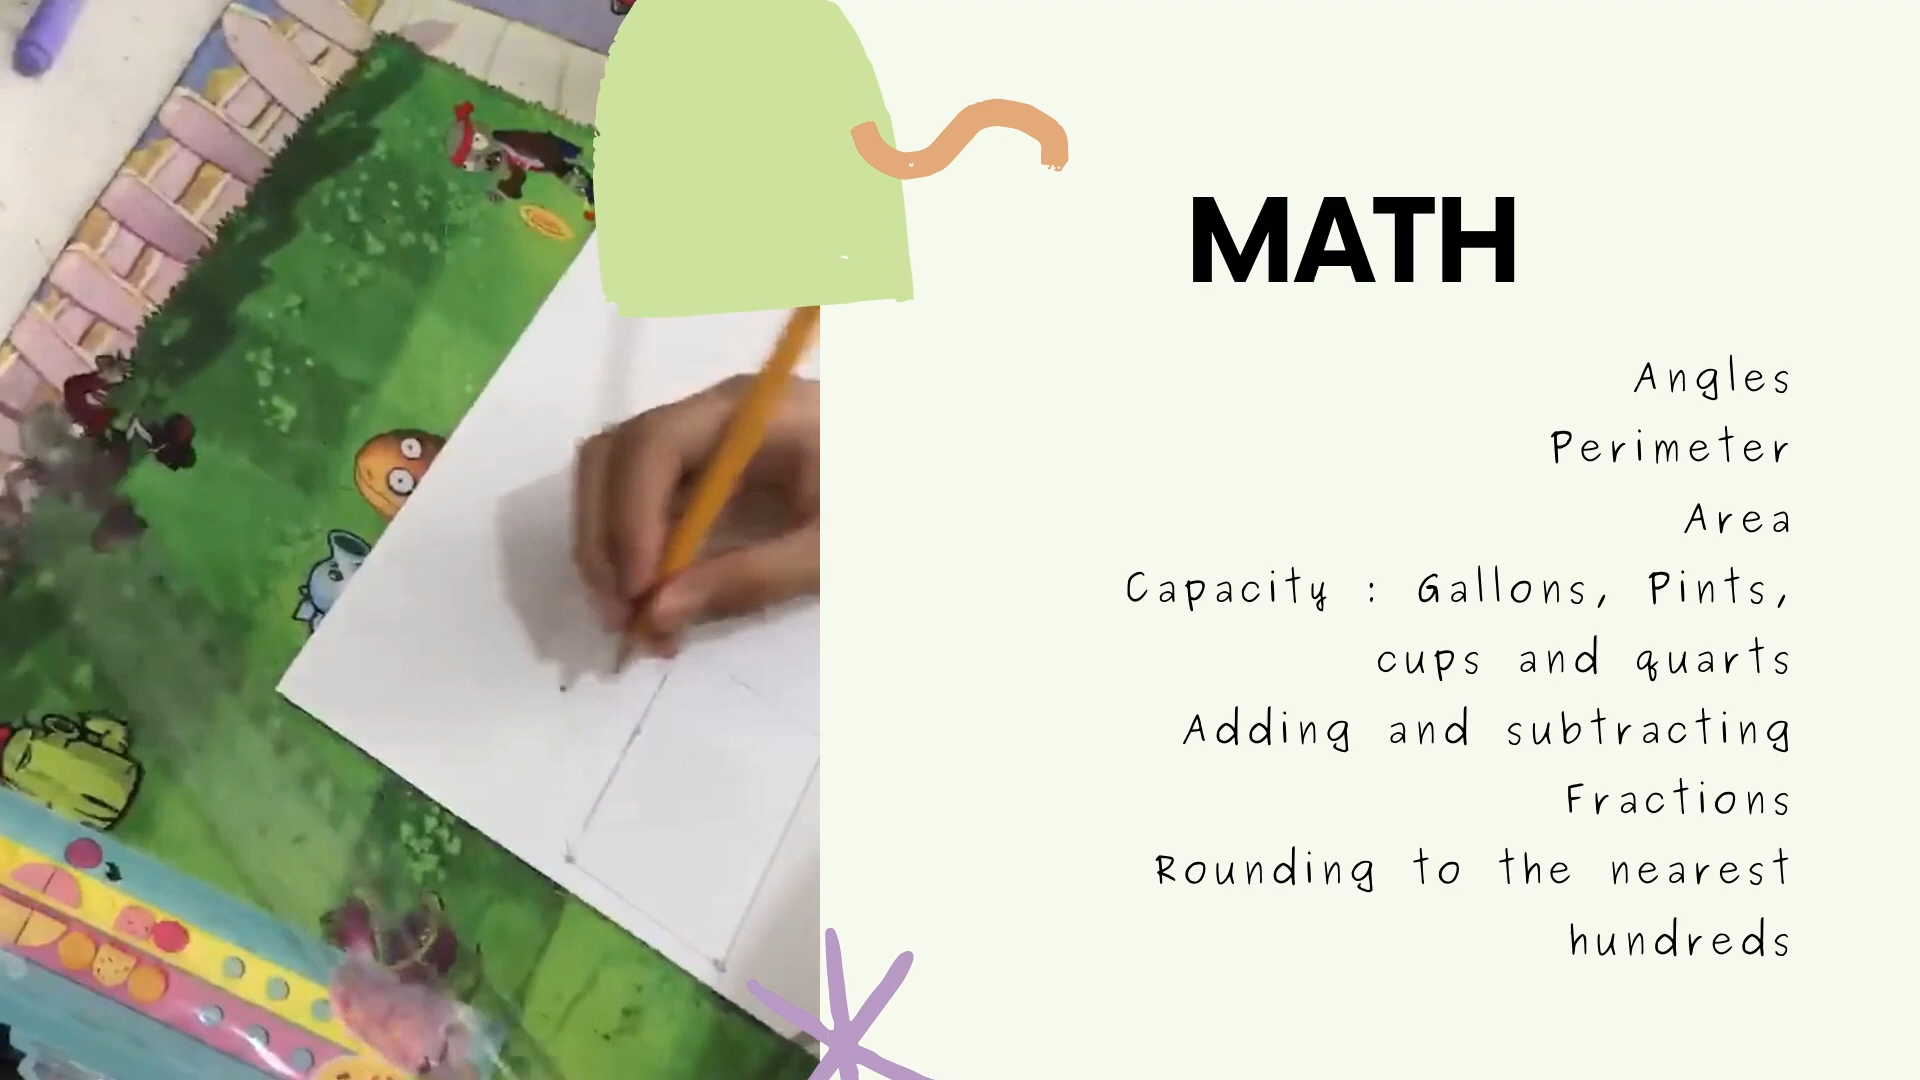 MATH
Angles
Perimeter
Area
Capacity : Gallons, Pints,
cups and quarts
Adding and subtracting
Fractions
Rounding to the nearest
hundreds